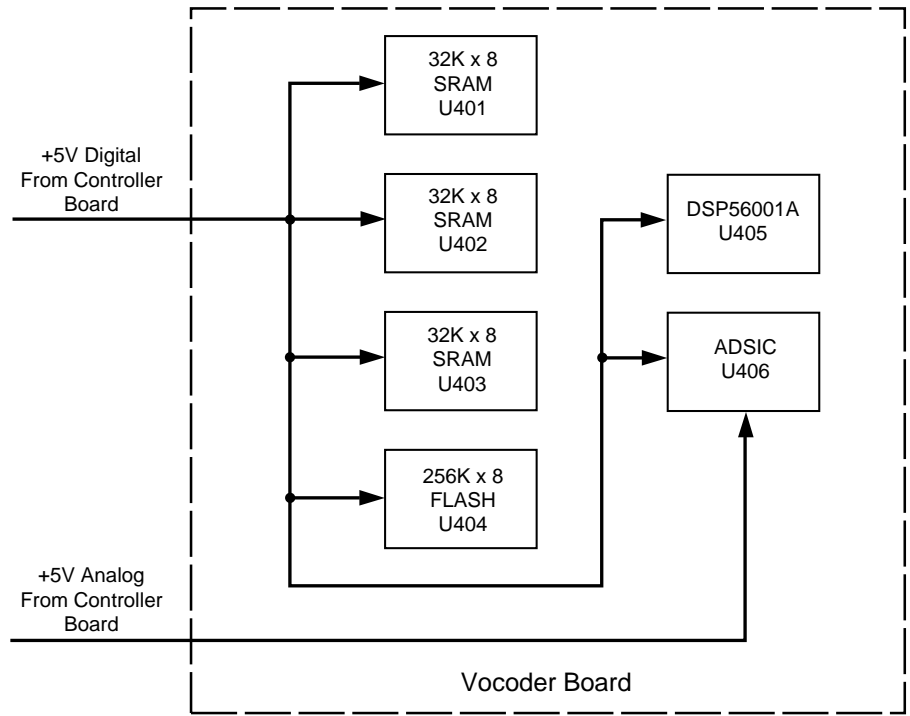 32K x 8
SRAM
U401
+5V Digital
From Controller
Board
32K x 8
SRAM
U402
DSP56001A
U405
32K x 8
SRAM
U403
ADSIC
U406
256K x 8
FLASH
U404
+5V Analog
From Controller
Board
Vocoder Board